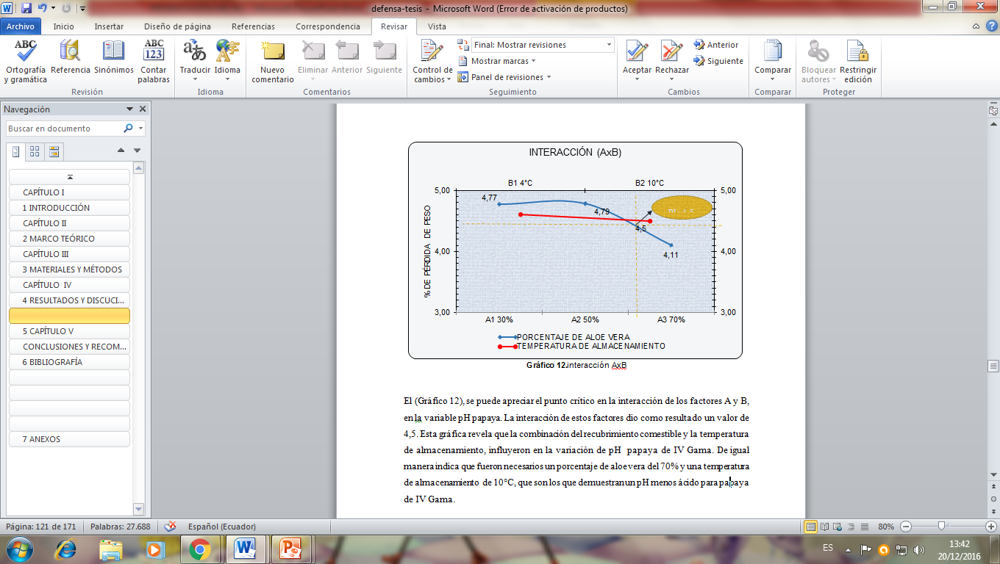 defensa-tesis - Microsoft Word (Error de activación de productos)
Archivo Inicio Insertar Diseño de página Referencias Correspondencia Revisar Vista
ABC ABC 123
Ortografía y gramática Referencia Sinónimos Contar palabras
Traducir Idioma
Nuevo comentario Eliminar Anterior Siguiente
Control de cambios
Final: Mostrar revisiones
Mostrar marcas
Panel de revisiones
Aceptar Rechazar
Anterior
Siguiente
Comparar
Bloquear autores Restringir edición
Revisión Idioma Comentarios Seguimiento Cambios Comparar Proteger
Navegación
Buscar en documento
CAPÍTULO I
1 INTRODUCCIÓN
CAPÍTULO II
2 MARCO TEÓRICO
CAPÍTULO III
3 MATERIALES Y MÉTODOS
CAPÍTULO IV
4 RESULTADOS Y DISCUCI...
5 CAPÍTULO V
CONCLUSIONES Y RECOM...
6 BIBLIOGRAFÍA
7 ANEXOS
INTERACCIÓN (AxB)
B1 4°C B2 10°C
5,00 5,00
4,77
4,79
4,5
4,00 4,00
4,11
3,00 3,00
% DE PÉRDIDA DE PESO
A1 30% A2 50% A3 70%
PORCENTAJE DE ALOE VERA
TEMPERATURA DE ALMACENAMIENTO
Gráfico 12.interacción AxB
El (Gráfico 12), se puede apreciar el punto crítico en la interacción de los factores A y B,
en la variable pH papaya. La interacción de estos factores dio como resultado un valor de
4,5. Esta gráfica revela que la combinación del recubrimiento comestible y la temperatura
de almacenamiento, influyeron en la variación de pH papaya de IV Gama. De igual
manera indica que fueron necesarios un porcentaje de aloe vera del 70% y una temperatura
de almacenamiento de 10°C, que son los que demuestran un pH menos ácido para papaya
de IV Gama.
Página: 121 de 171 Palabras: 27.688 Español (Ecuador) 80%
ES 13:42
20/12/2016